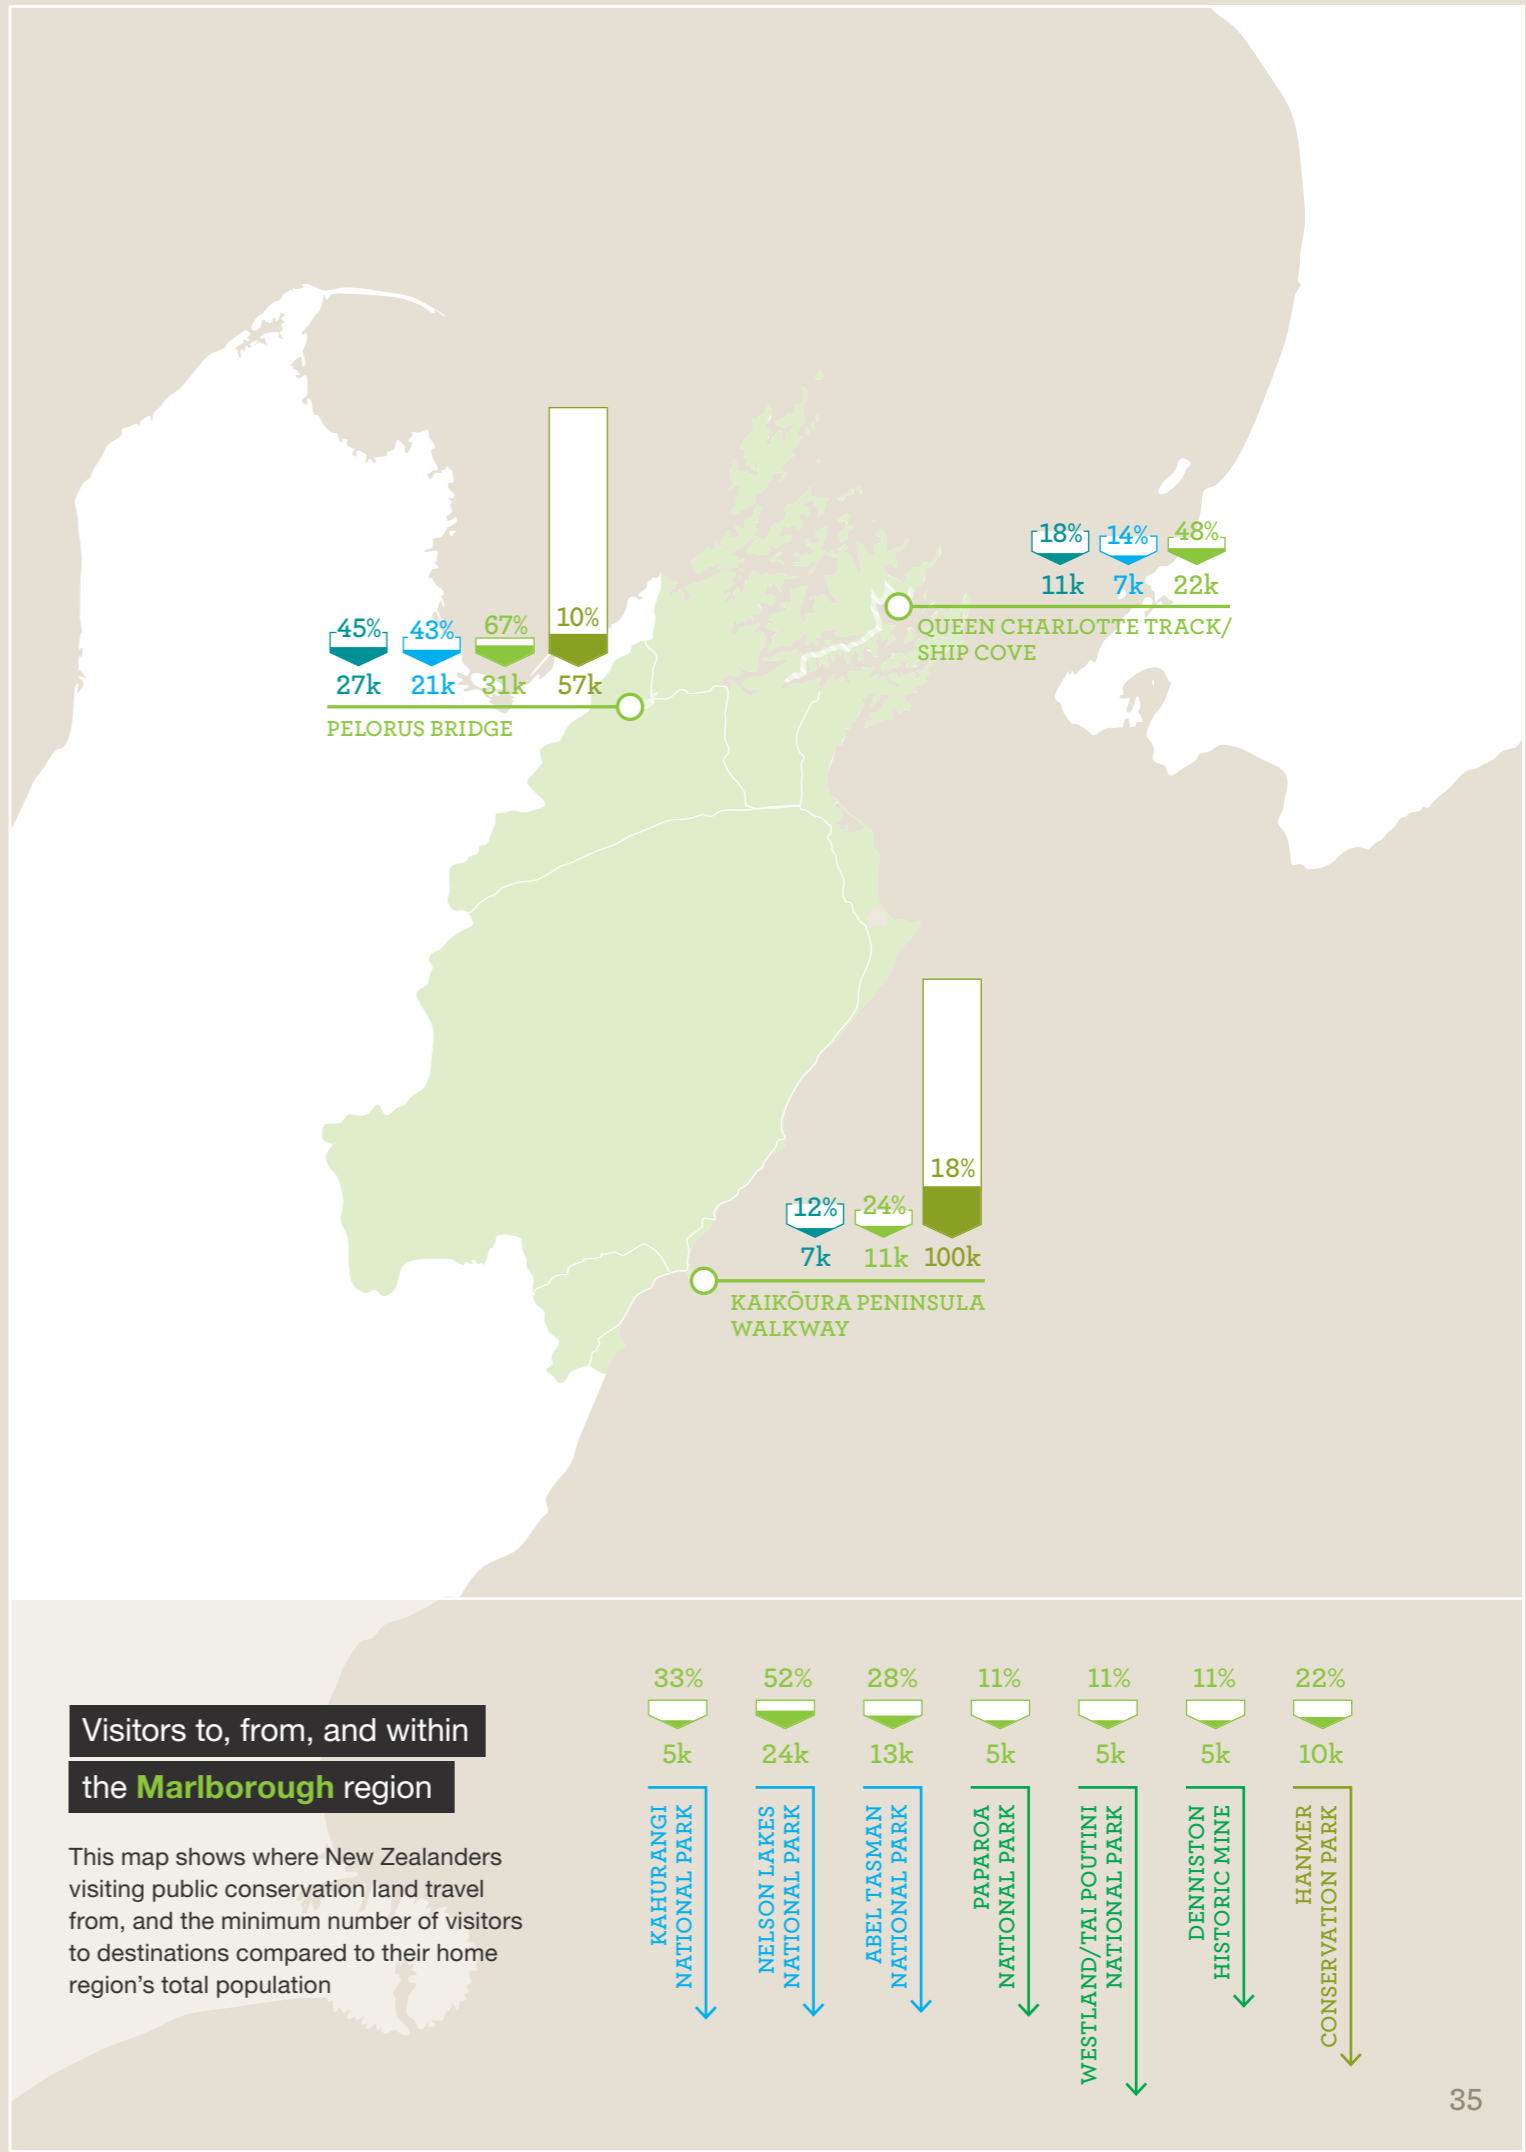 18% 14% 48%
11k 7k 22k
QUEEN CHARLOTTE TRACK/
SHIP COVE
45% 43% 67% 10%
27k 21k 31k 57k
PELORUS BRIDGE
12% 24% 18%
7k 11k 100k
KAIKŌURA PENINSULA
WALKWAY
Visitors to, from, and within
the Marlborough region
This map shows where New Zealanders
visiting public conservation land travel
from, and the minimum number of visitors
to destinations compared to their home
region's total population
33% 52% 28% 11% 11% 11% 22%
5k 24k 13k 5k 5k 5k 10k
KAHURANGI
NATIONAL PARK
NELSON LAKES
NATIONAL PARK
ABEL TASMAN
NATIONAL PARK
PAPAROA
NATIONAL PARK
WESTLAND/TAI POUTINI
NATIONAL PARK
DENNISTON
HISTORIC MINE
HANMER
CONSERVATION PARK
35